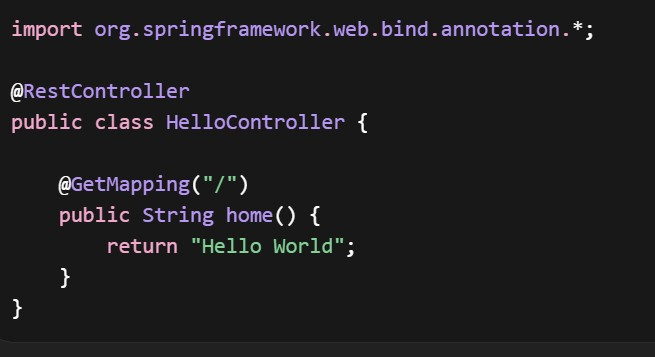 import org.springframework.web.bind.annotation.*;
@RestController
public class HelloController {
@GetMapping("/")
public String home() {
return "Hello World";
}
}